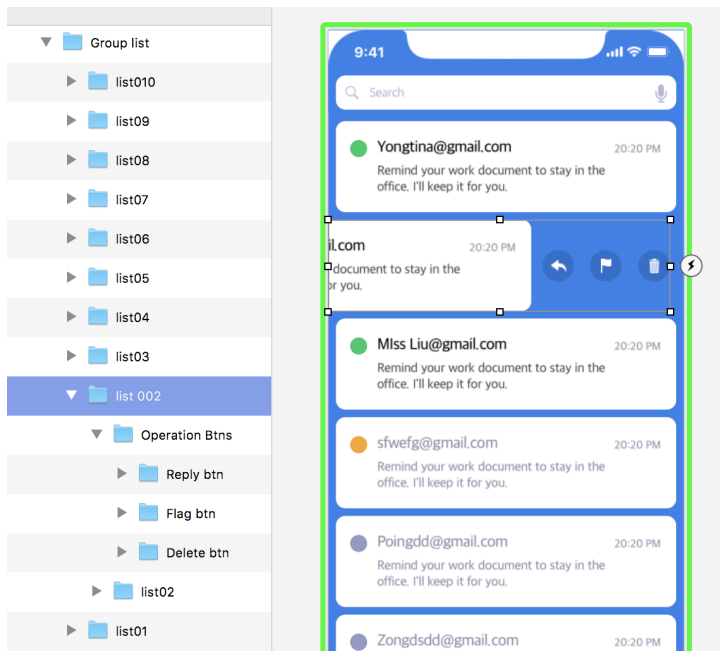 Group list
list010
list09
list08
list07
list06
list05
list04
list03
list 002
Operation Btns
Reply btn
Flag btn
Delete btn
list02
list01
9:41
Search
Yongtina@gmail.com
20:20 PM
Remind your work document to stay in the
office, I'll keep it for you.
il.com
20:20 PM
document to stay in the
or you.
MIss Liu@gmail.com
20:20 PM
Remind your work document to stay in the
office, I'll keep it for you.
sfwefg@gmail.com
20:20 PM
Remind your work document to stay in the
office, I'll keep it for you.
Poingdd@gmail.com
20:20 PM
Remind your work document to stay in the
office, I'll keep it for you.
Zongdsdd@gmail.com
20:20 PM